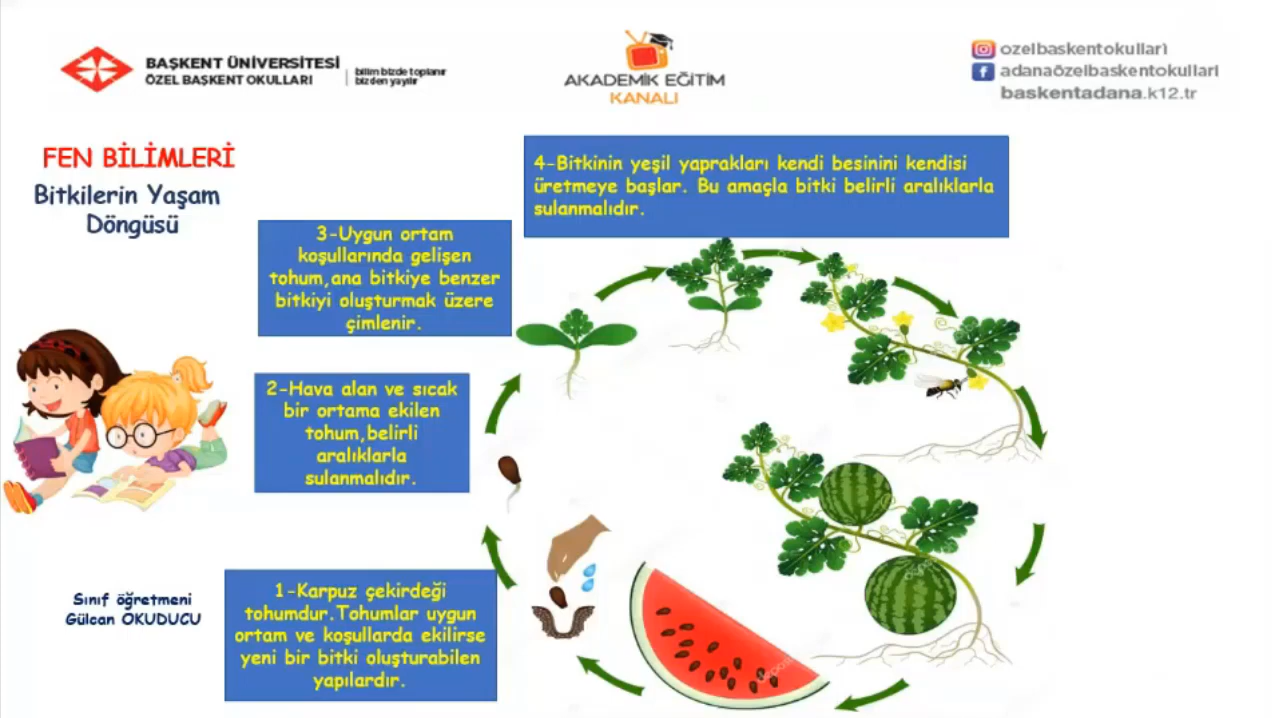 BAŞKENT ÜNİVERSİTESİ
ÖZEL BAŞKENT OKULLARI
bilim bizde toplanır
bizden yayılır
AKADEMİK EĞİTİM
KANALI
ozelbaskentokulları
adanaözelbaskentokullari
baskentadana.k12.tr
FEN BİLİMLERİ
Bitkilerin Yaşam
Döngüsü
4-Bitkinin yeşil yaprakları kendi besinini kendisi
üretmeye başlar. Bu amaçla bitki belirli aralıklarla
sulanmalıdır.
3-Uygun ortam
koşullarında gelişen
tohum,ana bitkiye benzer
bitkiyi oluşturmak üzere
çimlenir.
2-Hava alan ve sıcak
bir ortama ekilen
tohum,belirli
aralıklarla
sulanmalıdır.
1-Karpuz çekirdeği
tohumdur.Tohumlar uygun
ortam ve koşullarda ekilirse
yeni bir bitki oluşturabilen
yapılardır.
Sınıf öğretmeni
Gülcan OKUDUCU